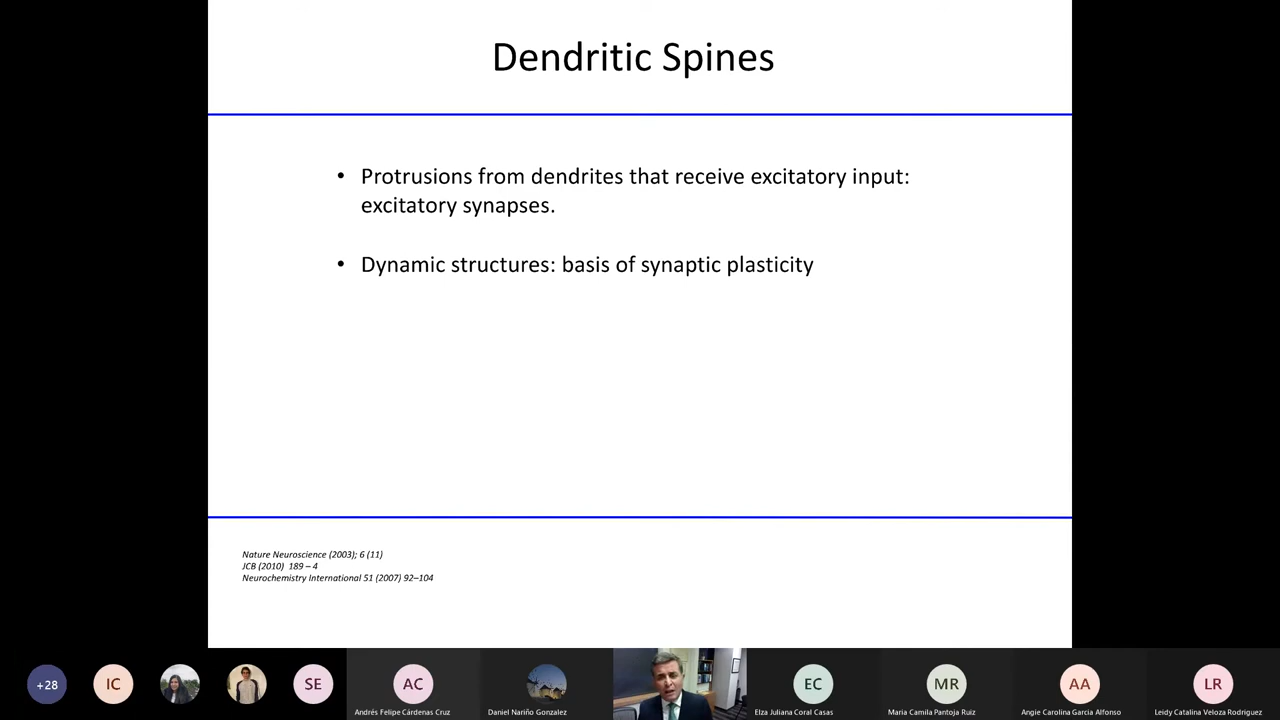 Dendritic Spines
• Protrusions from dendrites that receive excitatory input:
excitatory synapses.
• Dynamic structures: basis of synaptic plasticity
Nature Neuroscience (2003); 6 (11)
JCB (2010) 189 – 4
Neurochemistry International 51 (2007) 92–104
+28
IC
SE
AC
EC
MR
AA
LR
Andrés Felipe Cárdenas Cruz
Daniel Nariño Gonzalez
Elza Juliana Coral Casas
Maria Camila Pantoja Ruiz
Angie Carolina Garcia Alfonso
Leidy Catalina Veloza Rodriguez